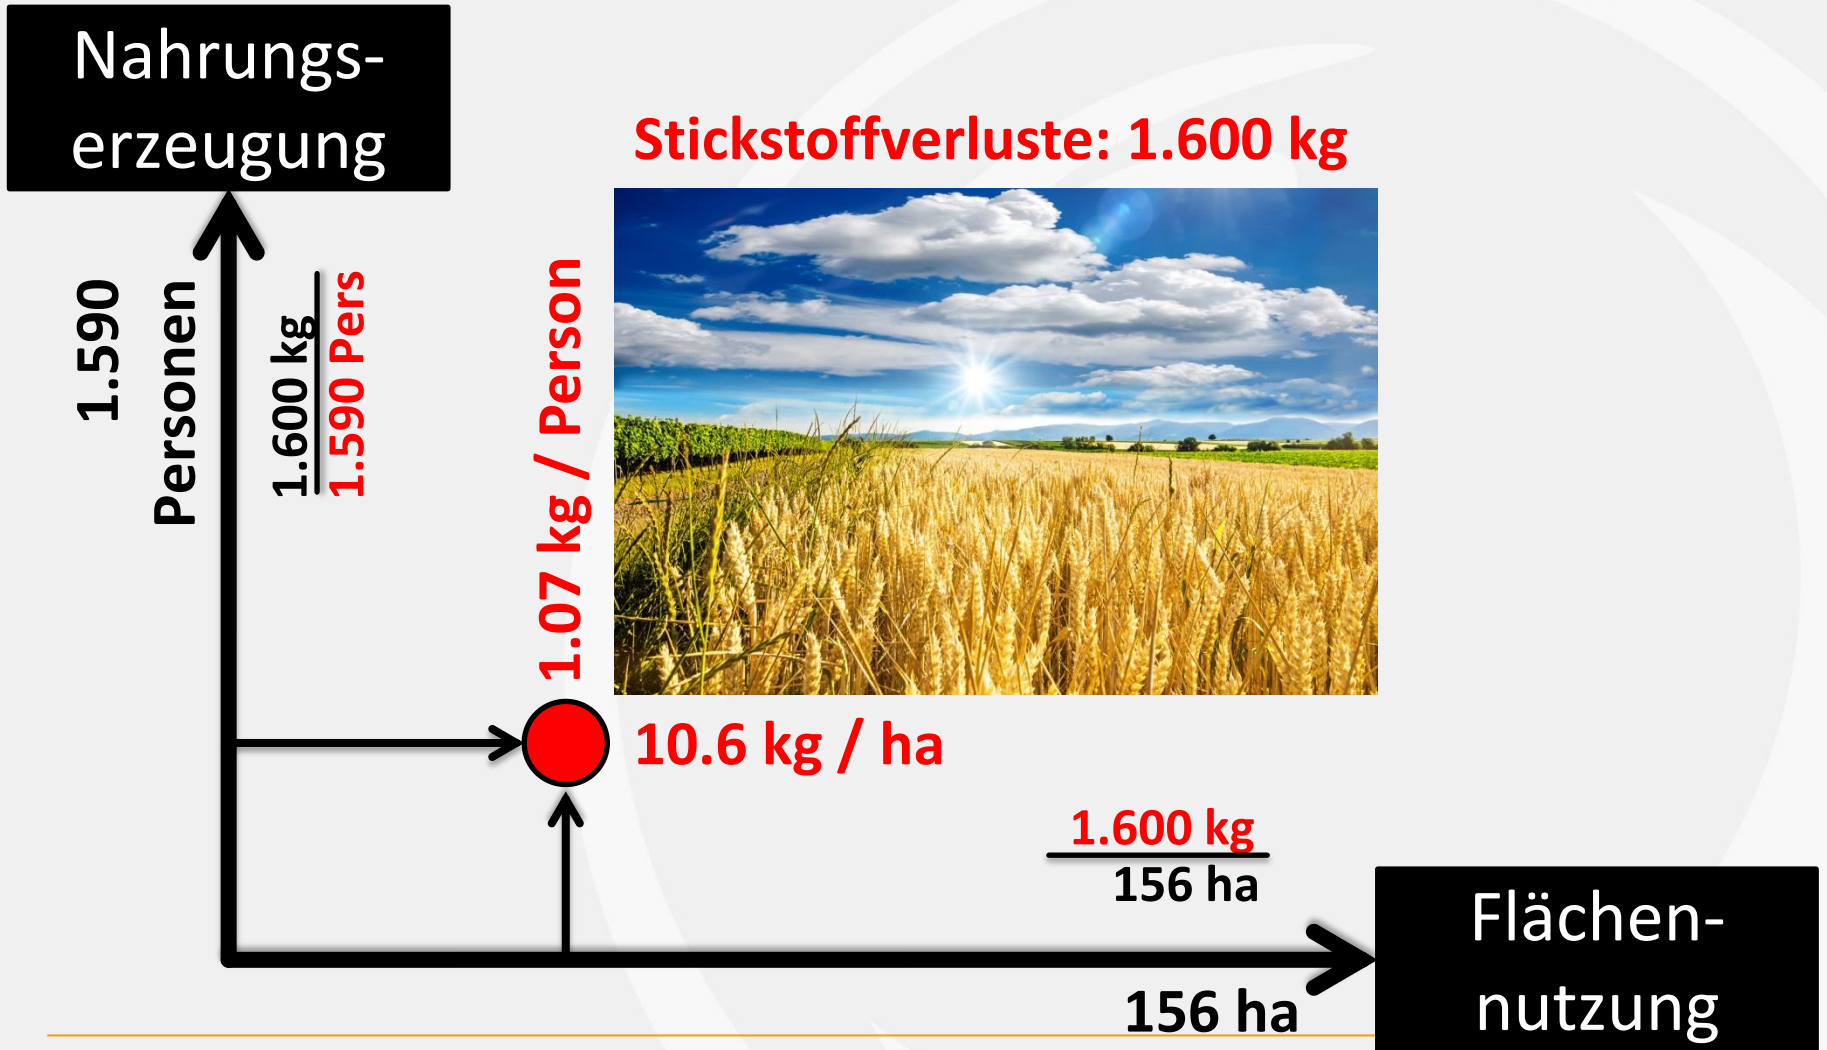 Nahrungs-
erzeugung
Stickstoffverluste: 1.600 kg
1.590
Personen
1.600 kg
1.590 Pers
1.07 kg / Person
10.6 kg / ha
1.600 kg
156 ha
156 ha
Flächen-
nutzung